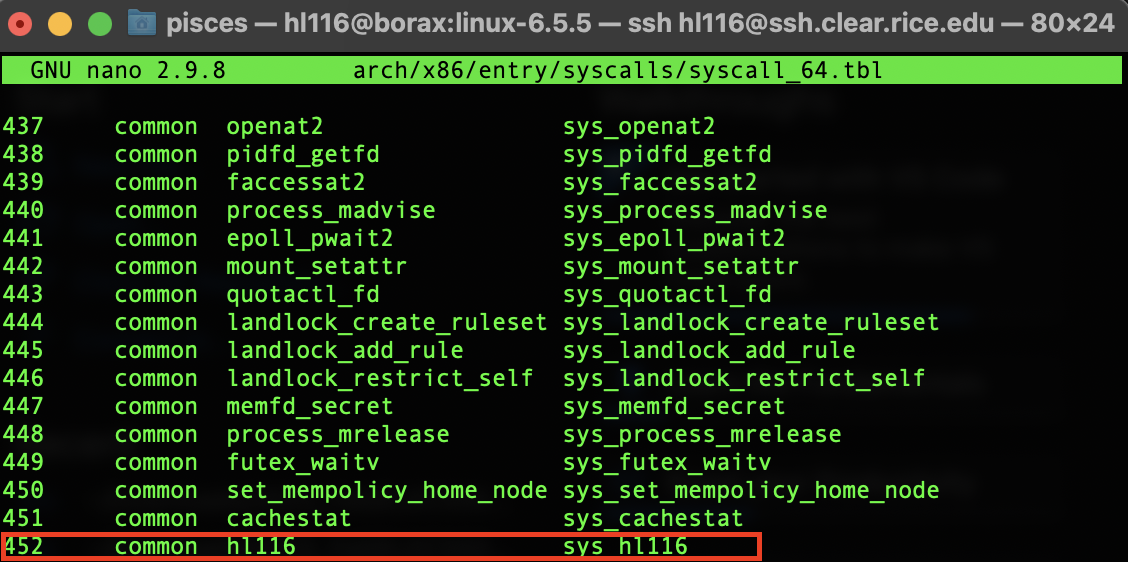 pisces — hl116@borax:linux-6.5.5 — ssh hl116@ssh.clear.rice.edu — 80×24
GNU nano 2.9.8 arch/x86/entry/syscalls/syscall_64.tbl
437 common openat2 sys_openat2
438 common pidfd_getfd sys_pidfd_getfd
439 common faccessat2 sys_faccessat2
440 common process_madvise sys_process_madvise
441 common epoll_pwait2 sys_epoll_pwait2
442 common mount_setattr sys_mount_setattr
443 common quotactl_fd sys_quotactl_fd
444 common landlock_create_ruleset sys_landlock_create_ruleset
445 common landlock_add_rule sys_landlock_add_rule
446 common landlock_restrict_self sys_landlock_restrict_self
447 common memfd_secret sys_memfd_secret
448 common process_mrelease sys_process_mrelease
449 common futex_waitv sys_futex_waitv
450 common set_mempolicy_home_node sys_set_mempolicy_home_node
451 common cachestat sys_cachestat
452 common hl116 sys_hl116